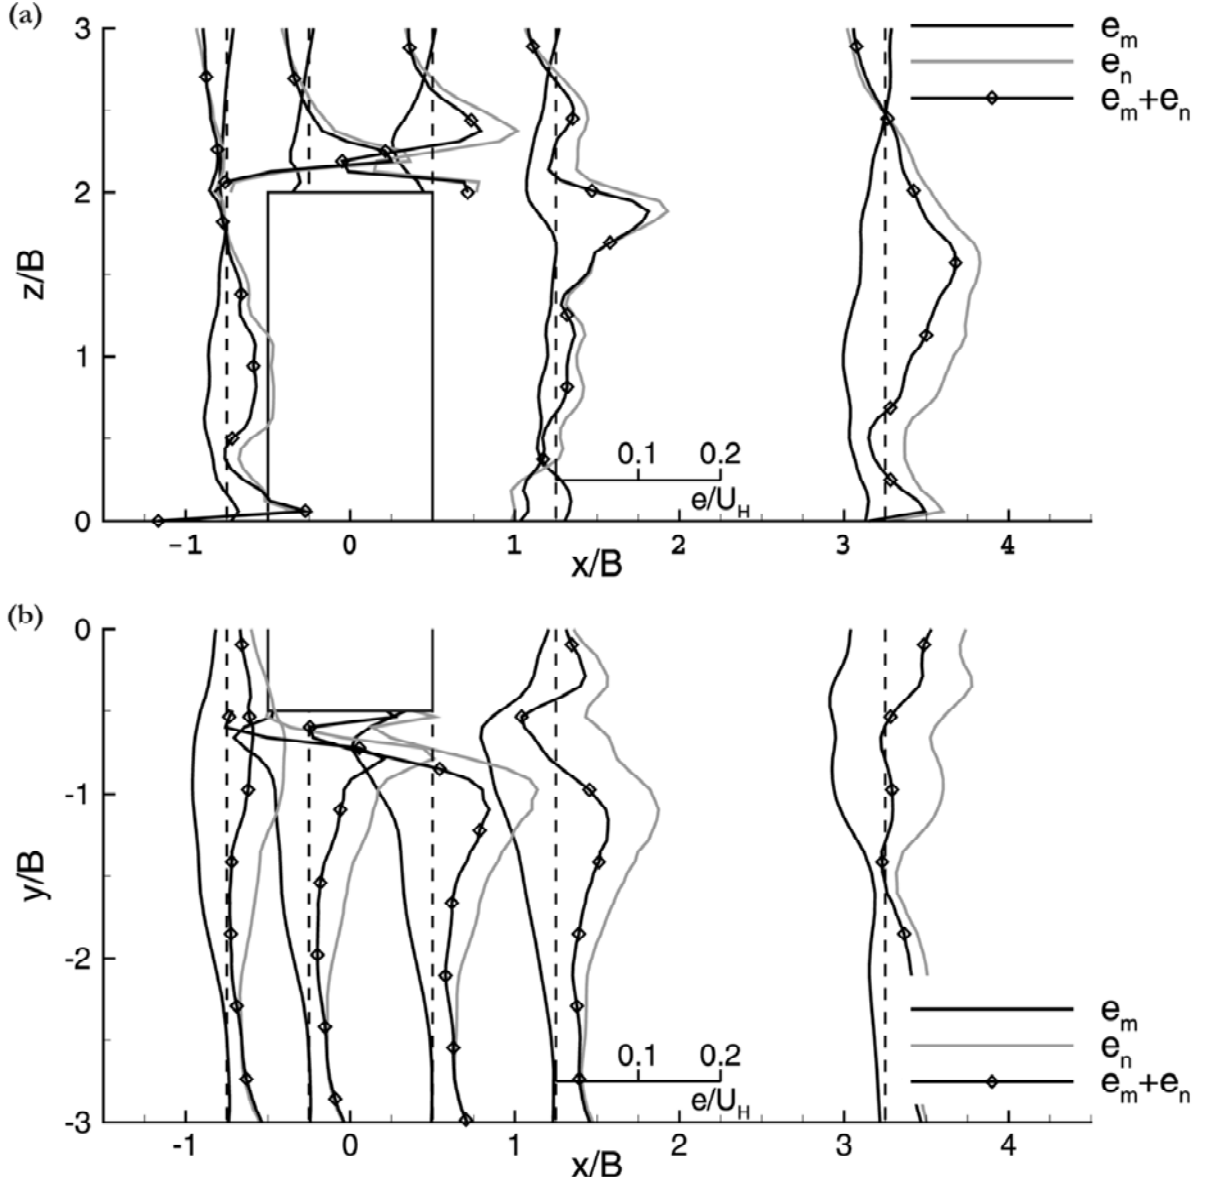 (a)
3
2
1
0
z/B
-1 0 1 2 3 4
x/B
e_m
e_n
e_m+e_n
0.1 0.2
e/U_H
(b)
0
-1
-2
-3
y/B
-1 0 1 2 3 4
x/B
e_m
e_n
e_m+e_n
0.1 0.2
e/U_H